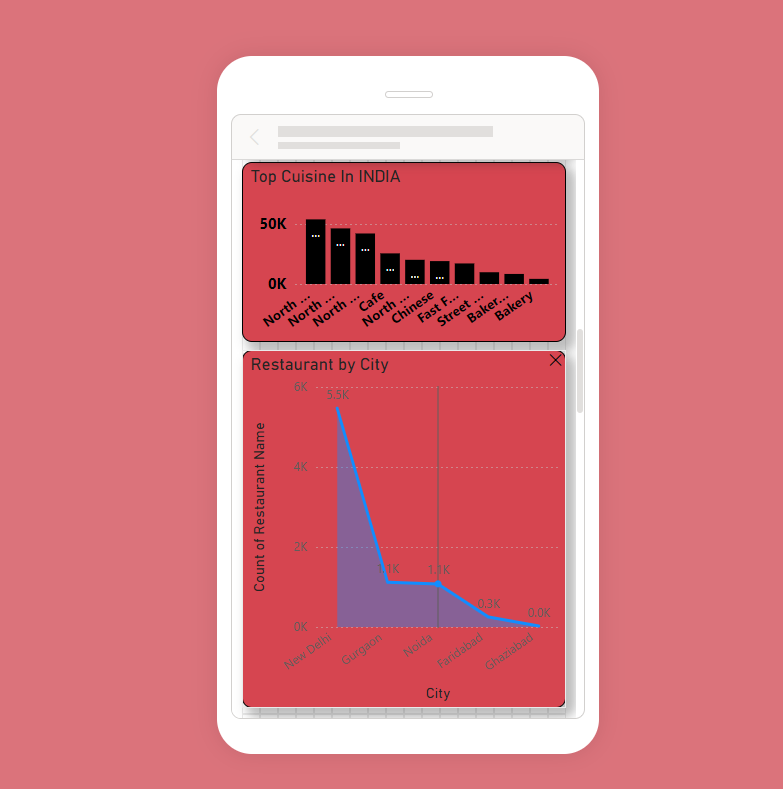 Top Cuisine In INDIA
50K
0K
...
...
...
...
...
...
North ...
North ...
North ...
Cafe
North ...
Chinese
Fast F...
Street ...
Baker...
Bakery
Restaurant by City
6K
4K
2K
0K
Count of Restaurant Name
5.5K
1.1K
1.1K
0.3K
0.0K
New Delhi
Gurgaon
Noida
Faridabad
Ghaziabad
City